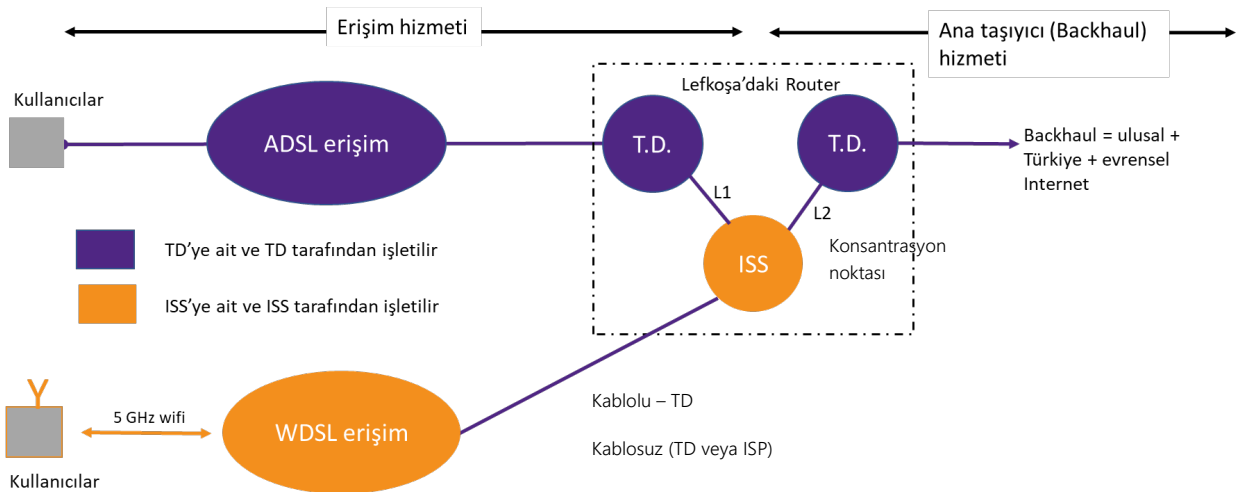 Erişim hizmeti
Ana taşıyıcı (Backhaul)
hizmeti
Lefkoşa’daki Router
Kullanıcılar
ADSL erişim
T.D.
T.D.
Backhaul = ulusal +
Türkiye + evrensel
Internet
L1
L2
TD’ye ait ve TD tarafından işletilir
ISS
Konsantrasyon
noktası
ISS’ye ait ve ISS tarafından işletilir
5 GHz wifi
WDSL erişim
Kablolu – TD
Kablosuz (TD veya ISP)
Kullanıcılar